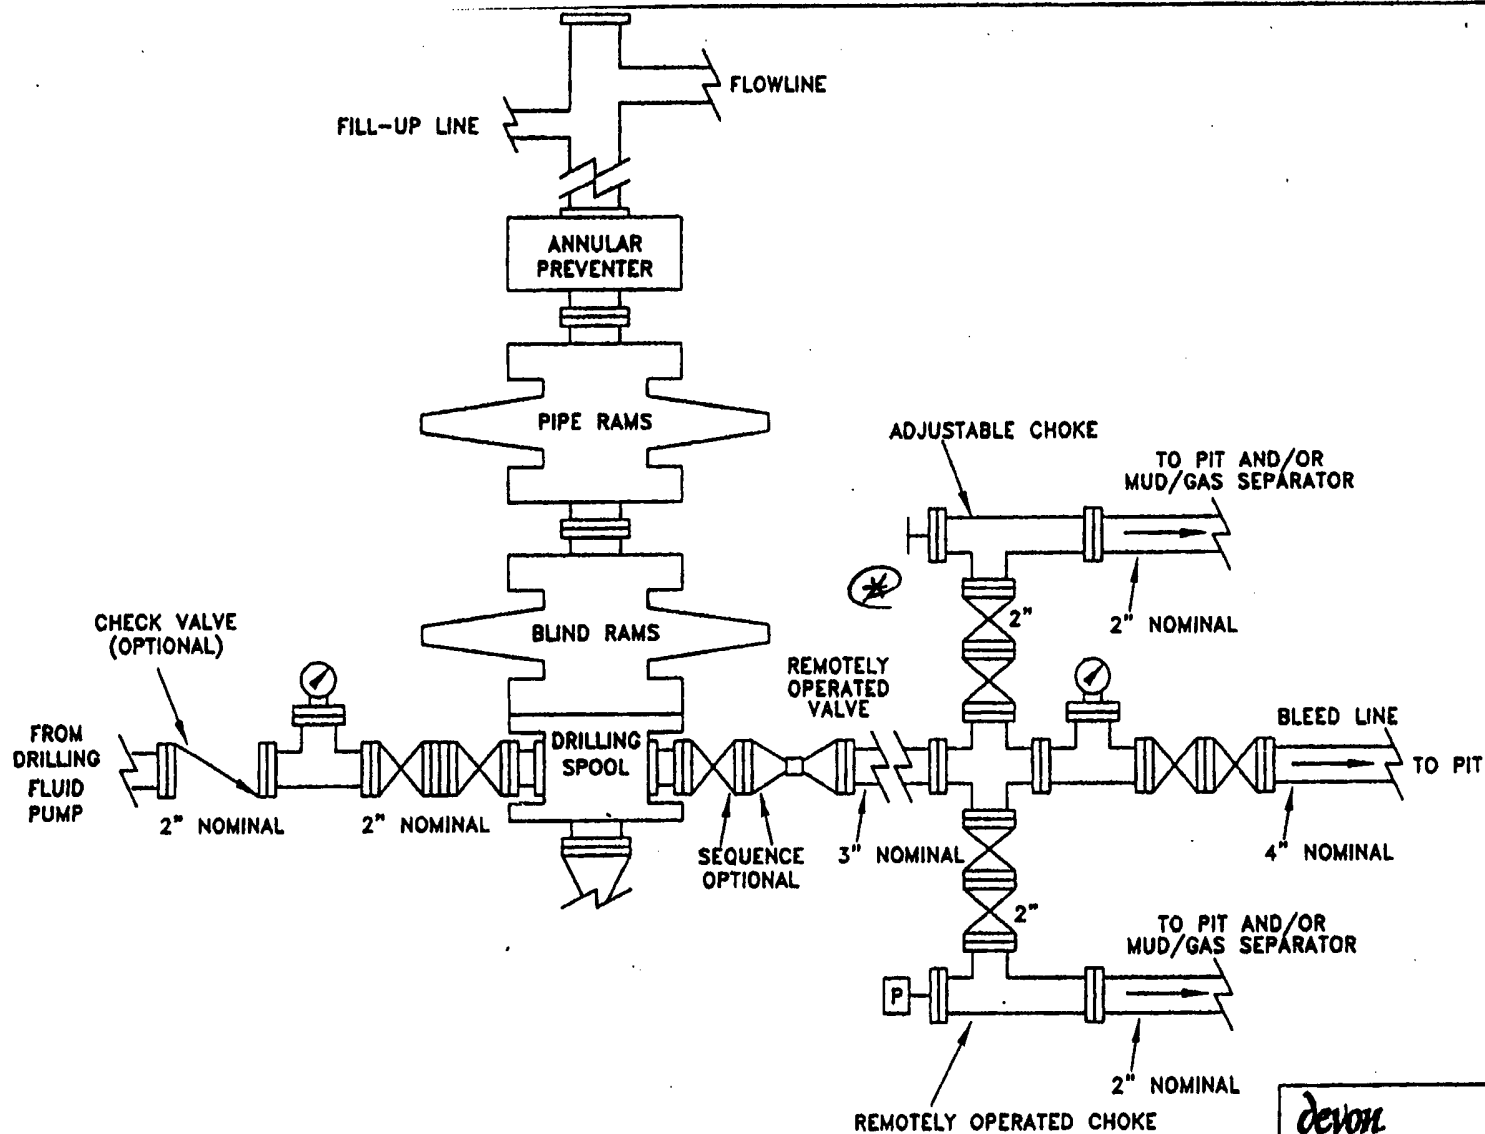 FLOWLINE
FILL-UP LINE
ANNULAR
PREVENTER
PIPE RAMS
ADJUSTABLE CHOKE
TO PIT AND/OR
MUD/GAS SEPARATOR
2"
2" NOMINAL
BLIND RAMS
CHECK VALVE
(OPTIONAL)
REMOTELY
OPERATED
VALVE
FROM
DRILLING
FLUID
PUMP
DRILLING
SPOOL
BLEED LINE
TO PIT
2" NOMINAL
2" NOMINAL
SEQUENCE
OPTIONAL
3" NOMINAL
4" NOMINAL
2"
TO PIT AND/OR
MUD/GAS SEPARATOR
P
2" NOMINAL
REMOTELY OPERATED CHOKE
devon